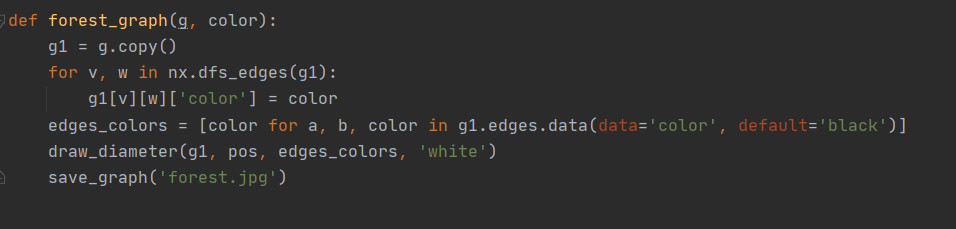 def forest_graph(g, color):
    g1 = g.copy()
    for v, w in nx.dfs_edges(g1):
        g1[v][w]['color'] = color
    edges_colors = [color for a, b, color in g1.edges.data(data='color', default='black')]
    draw_diameter(g1, pos, edges_colors, 'white')
    save_graph('forest.jpg')